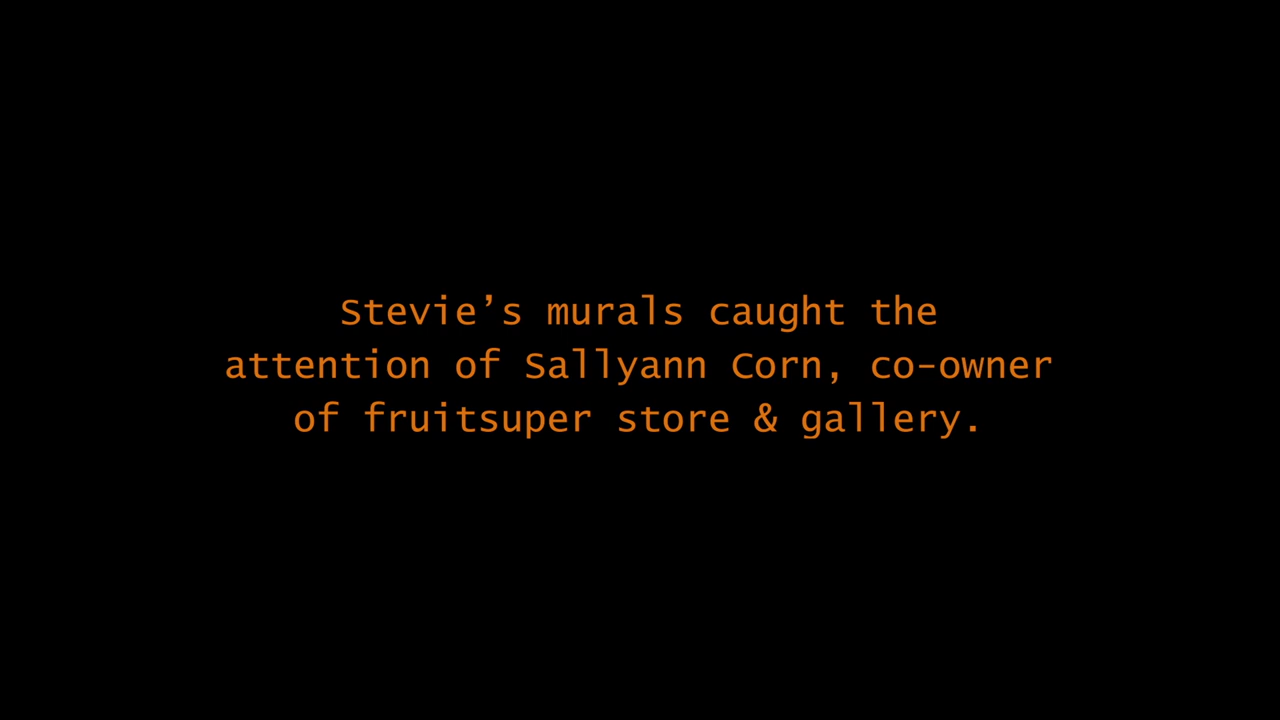 Stevie’s murals caught the
attention of Sallyann Corn, co-owner
of fruitsuper store & gallery.